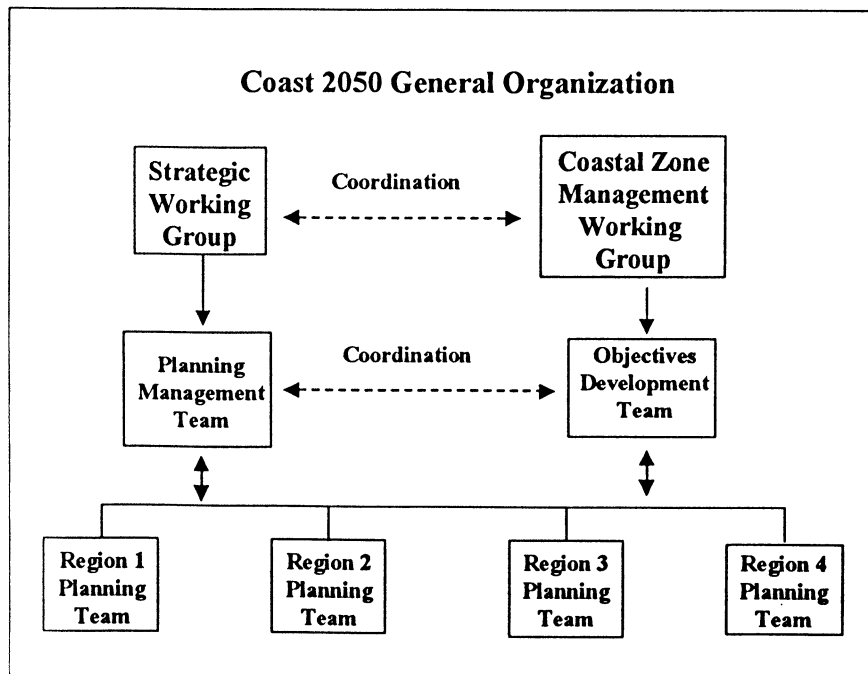 Coast 2050 General Organization
Strategic
Working
Group
Coordination
Coastal Zone
Management
Working
Group
Planning
Management
Team
Coordination
Objectives
Development
Team
Region 1
Planning
Team
Region 2
Planning
Team
Region 3
Planning
Team
Region 4
Planning
Team